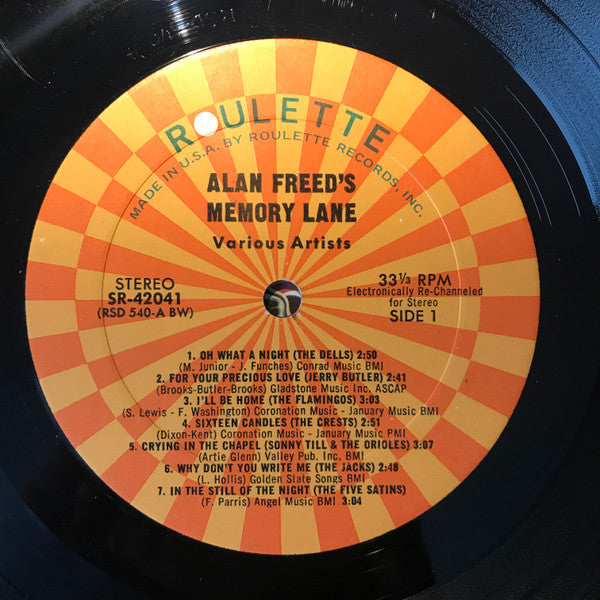 ROULETTE
MADE IN U.S.A. BY ROULETTE RECORDS, INC.
ALAN FREED'S
MEMORY LANE
Various Artists
STEREO
SR-42041
(RSD 540-A BW)
33⅓ RPM
Electronically Re-Channeled
for Stereo
SIDE 1
1. OH WHAT A NIGHT (THE DELLS) 2:50
(M. Junior - J. Funches) Conrad Music BMI
2. FOR YOUR PRECIOUS LOVE (JERRY BUTLER) 2:41
(Brooks-Butler-Brooks) Gladstone Music Inc. ASCAP
3. I'LL BE HOME (THE FLAMINGOS) 3:03
(S. Lewis - F. Washington) Coronation Music - January Music BMI
4. SIXTEEN CANDLES (THE CRESTS) 2:51
(Dixon-Kent) Coronation Music - January Music PMI
5. CRYING IN THE CHAPEL (SONNY TILL & THE ORIOLES) 3:07
(Artie Glenn) Valley Pub. Inc. BMI
6. WHY DON'T YOU WRITE ME (THE JACKS) 2:48
(L. Hollis) Golden State Songs BMI
7. IN THE STILL OF THE NIGHT (THE FIVE SATINS)
(F. Parris) Angel Music BMI 3:04